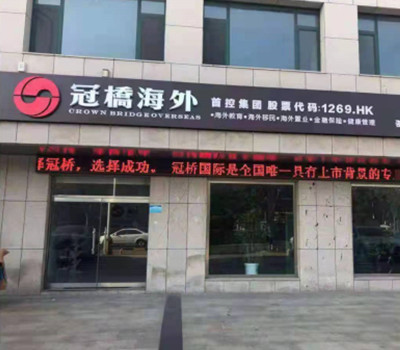 冠橋海外
CROWN BRIDGE OVERSEAS
首控集团 股票代码:1269.HK
•海外教育•海外移民•海外置业•金融保险•健康管理
冠桥，选择成功。 冠桥国际是全国唯一具有上市背景的专